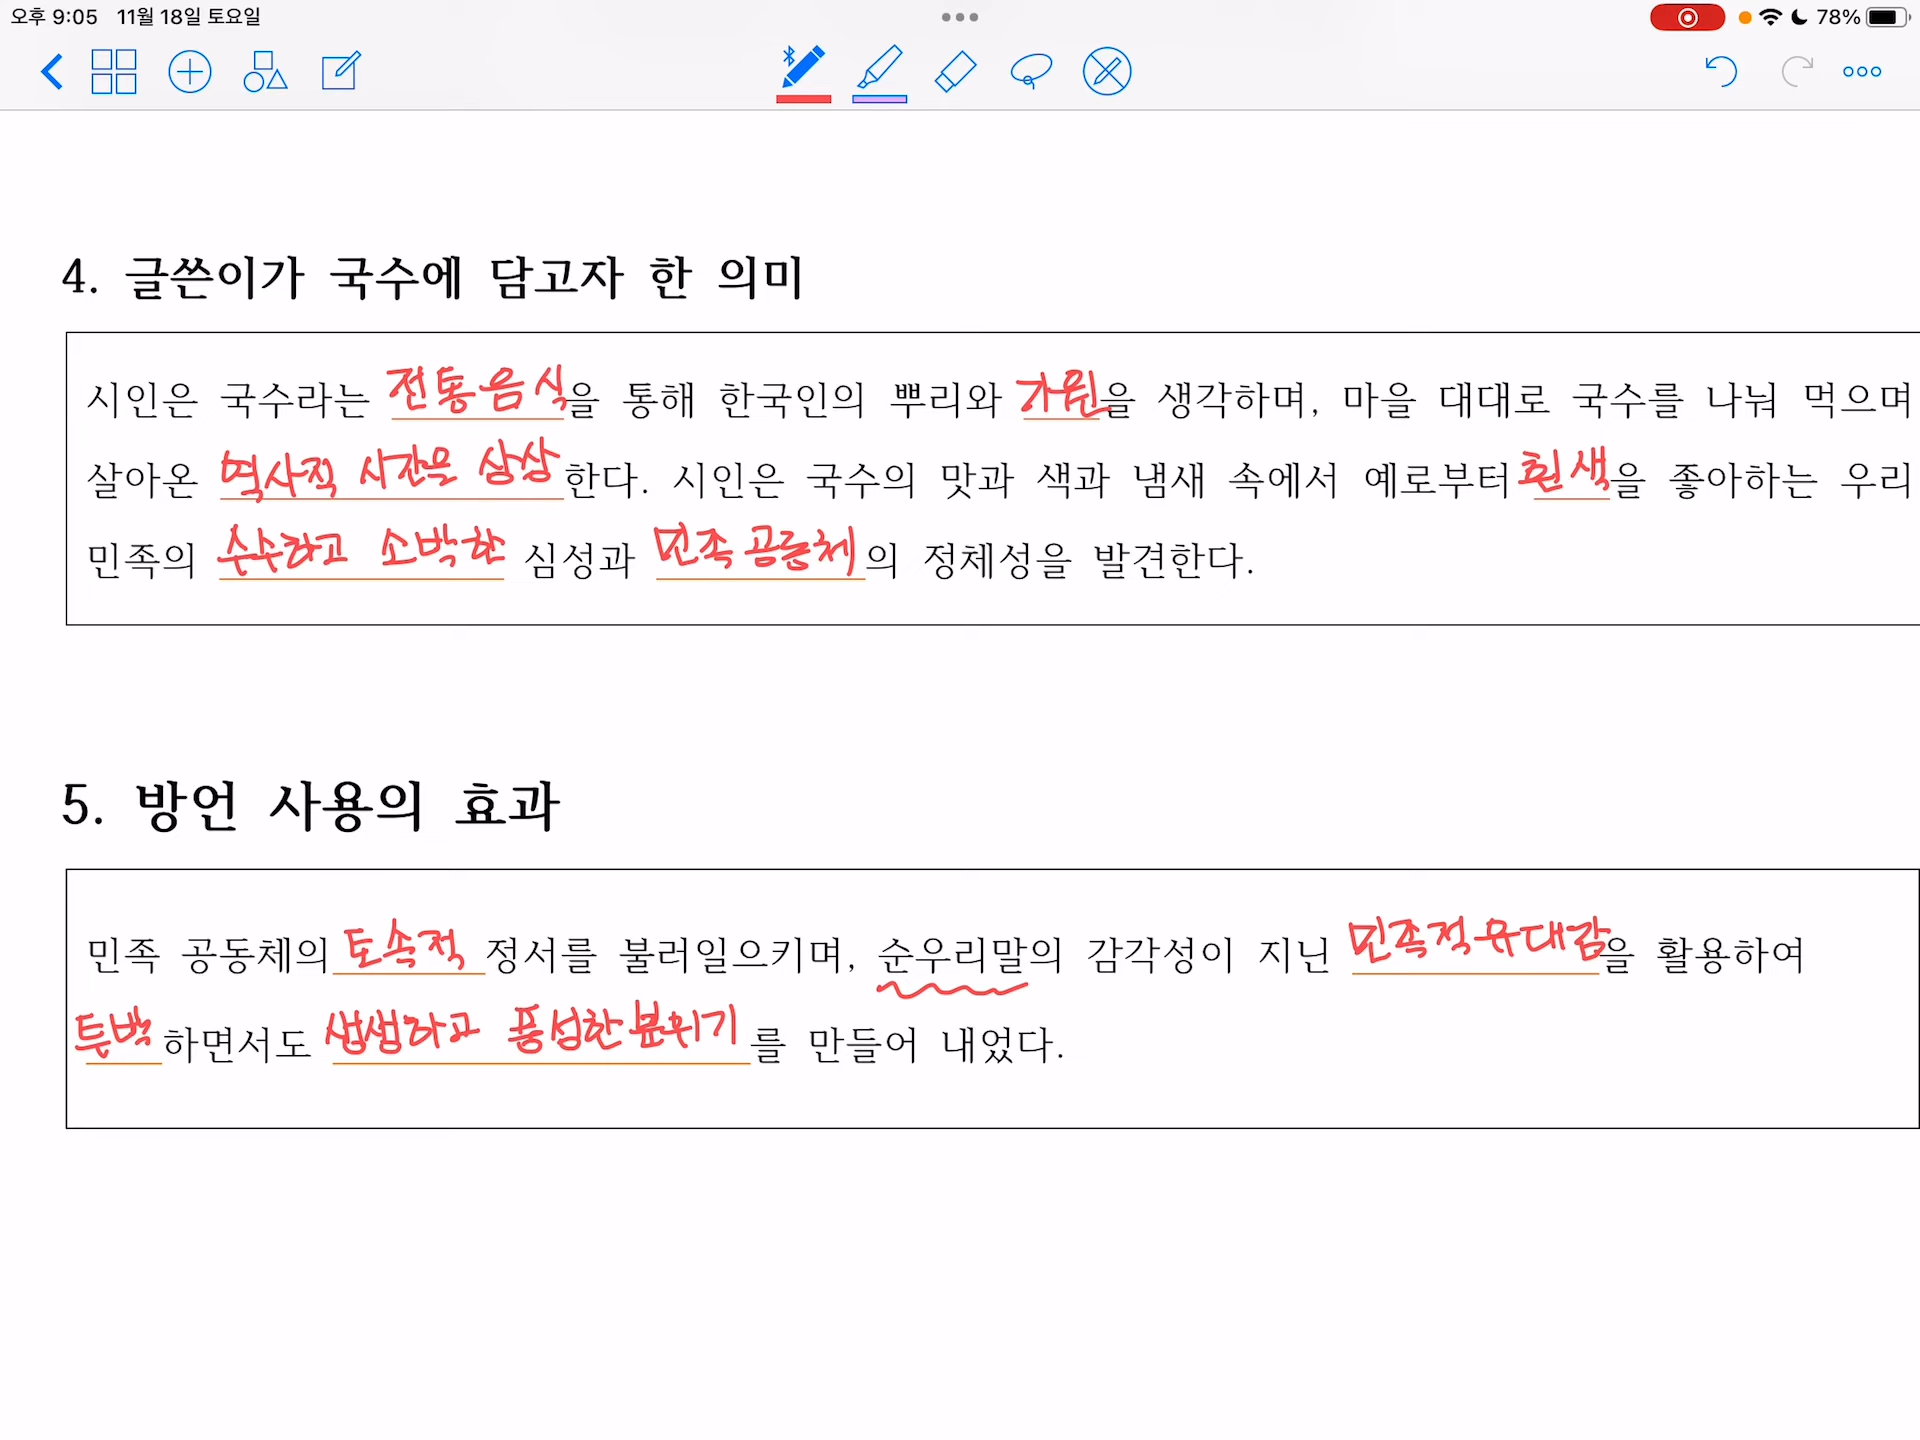 오후 9:05 11월 18일 토요일
78%
4. 글쓴이가 국수에 담고자 한 의미
시인은 국수라는 전통음식을 통해 한국인의 뿌리와 기원을 생각하며, 마을 대대로 국수를 나눠 먹으며
살아온 역사적 시간을 상상한다. 시인은 국수의 맛과 색과 냄새 속에서 예로부터 흰색을 좋아하는 우리
민족의 수수하고 소박한 심성과 민족 공동체의 정체성을 발견한다.
5. 방언 사용의 효과
민족 공동체의 토속적 정서를 불러일으키며, 순우리말의 감각성이 지닌 민족적유대감을 활용하여
투박하면서도 생생하고 풍성한 분위기를 만들어 내었다.